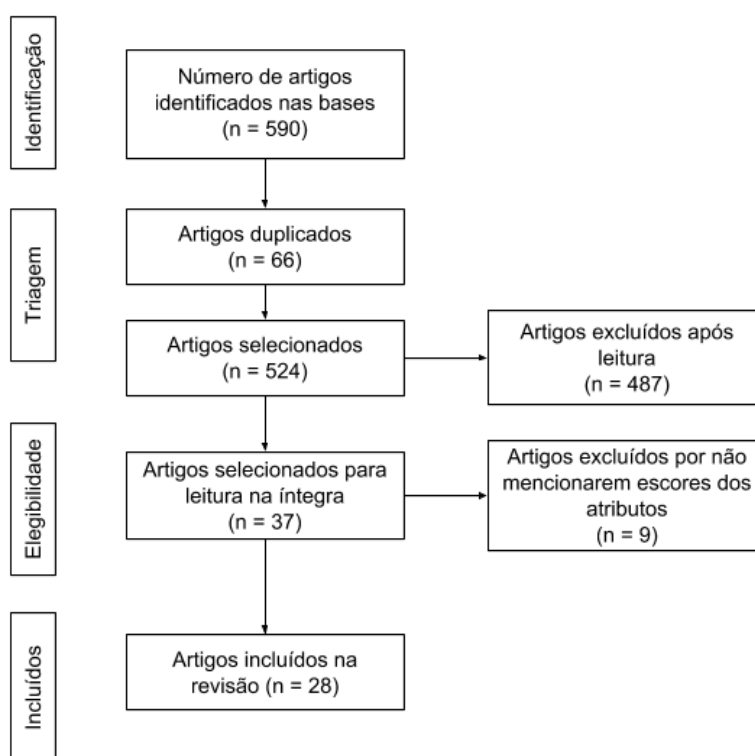 Identificação
Número de artigos
identificados nas bases
(n = 590)
Triagem
Artigos duplicados
(n = 66)
Artigos selecionados
(n = 524)
Artigos excluídos após
leitura
(n = 487)
Elegibilidade
Artigos selecionados para
leitura na íntegra
(n = 37)
Artigos excluídos por não
mencionarem escores dos
atributos
(n = 9)
Incluídos
Artigos incluídos na
revisão (n = 28)